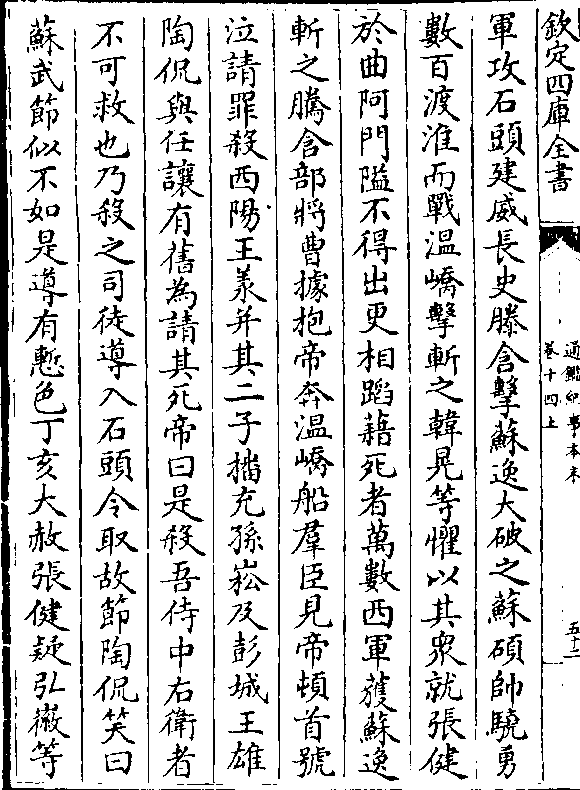 欽定四庫全書
通鑑紀事本末
卷十四上
五十二
軍攻石頭建威長史滕含擊蘇逸大破之蘇碩帥驍勇
數百渡淮而戰溫嶠擊斬之韓晃等懼以其衆就張健
於曲阿門隘不得出更相蹈藉死者萬數西軍蒦蘇逸
斬之騰含部將曹據抱帝奔溫嶠船羣臣見帝頓首號
泣請罪殺西陽王羕并其二子播充孫崧及彭城王雄
陶侃與任讓有舊為請其死帝曰是殺吾侍中右衛者
不可赦也乃殺之司徒導入石頭令取故節陶侃笑曰
蘇武節似不如是導有慙色丁亥大赦張健疑弘徽等